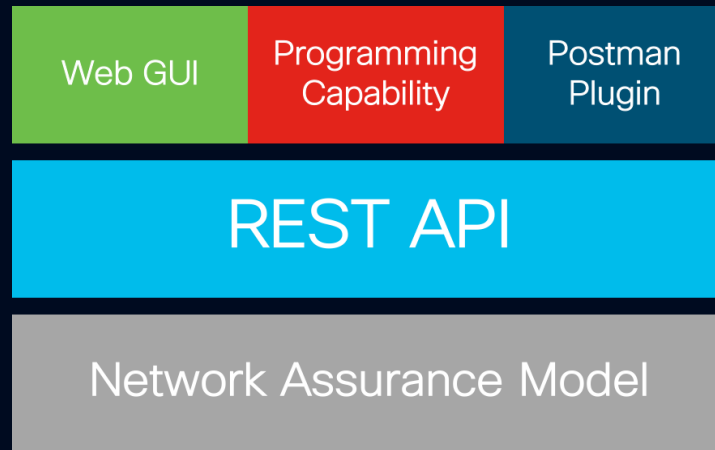 Web GUI
Programming
Capability
Postman
Plugin
REST API
Network Assurance Model